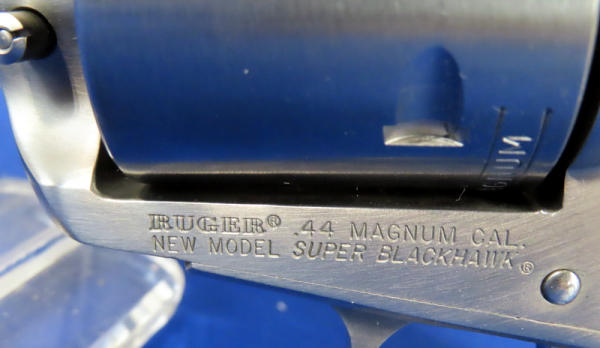 RUGER® .44 MAGNUM CAL.
NEW MODEL SUPER BLACKHAWK®